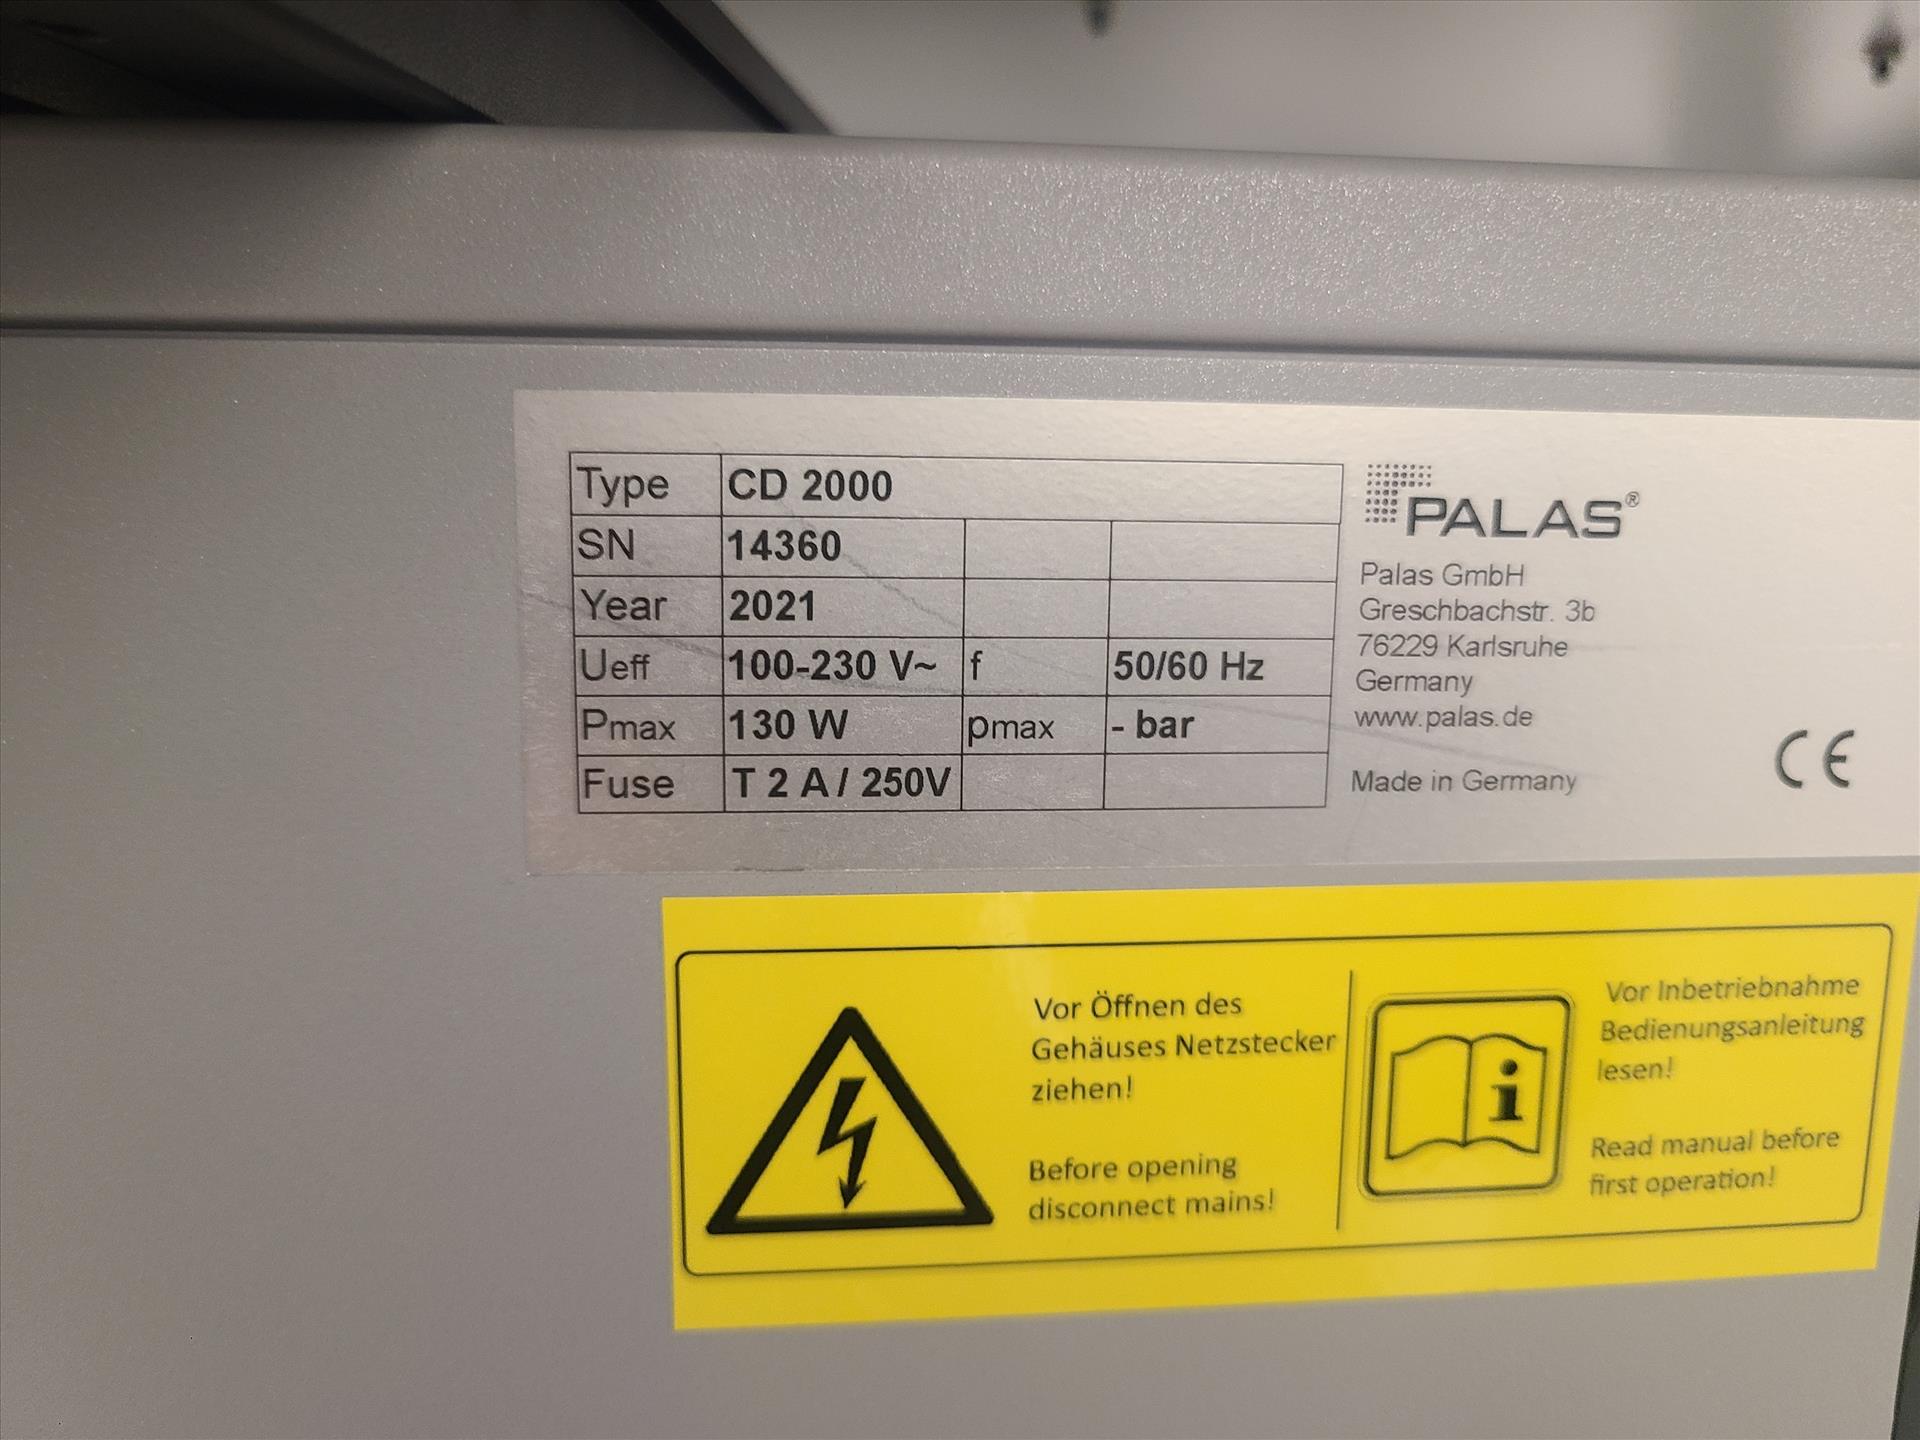 Type CD 2000
SN 14360
Year 2021
Ueff 100-230 V~ f 50/60 Hz
Pmax 130 W pmax - bar
Fuse T 2 A / 250V
PALAS®
Palas GmbH
Greschbachstr. 3b
76229 Karlsruhe
Germany
www.palas.de
Made in Germany
CE
Vor Öffnen des
Gehäuses Netzstecker
ziehen!
Before opening
disconnect mains!
i
Vor Inbetriebnahme
Bedienungsanleitung
lesen!
Read manual before
first operation!